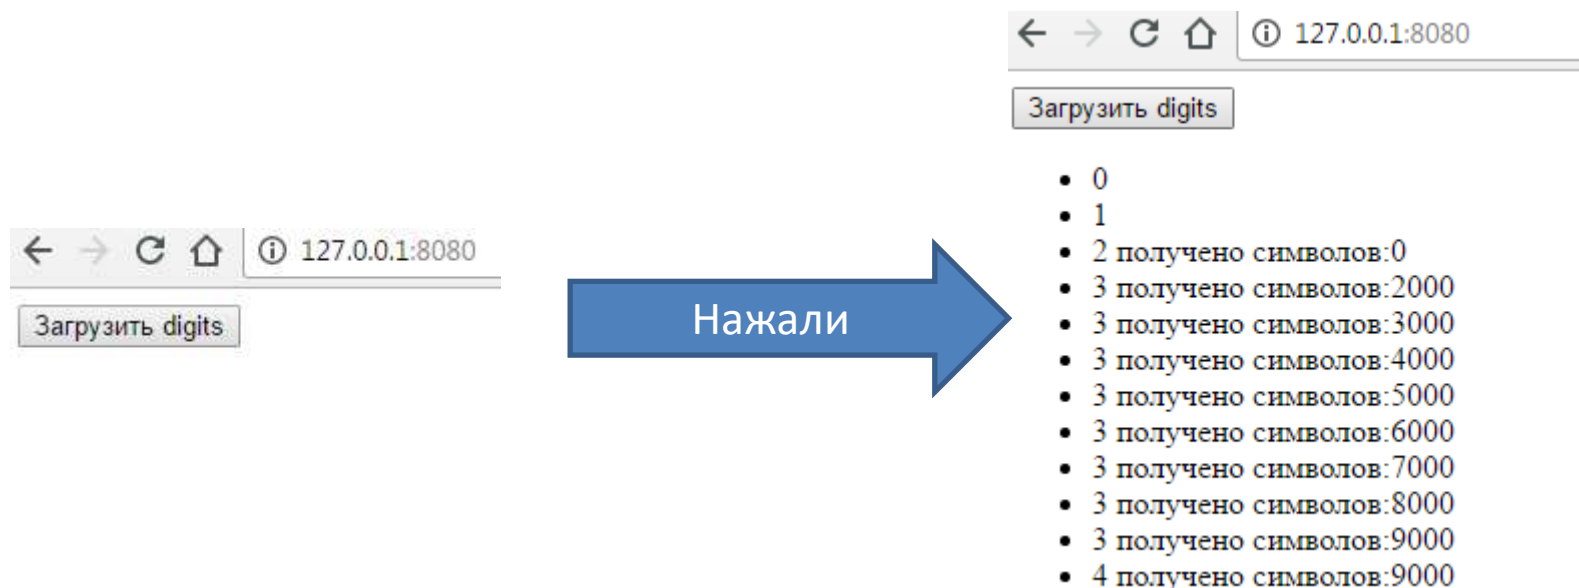 127.0.0.1:8080
Загрузить digits
Нажали
127.0.0.1:8080
Загрузить digits
0
1
2 получено символов:0
3 получено символов:2000
3 получено символов:3000
3 получено символов:4000
3 получено символов:5000
3 получено символов:6000
3 получено символов:7000
3 получено символов:8000
3 получено символов:9000
4 получено символов:9000